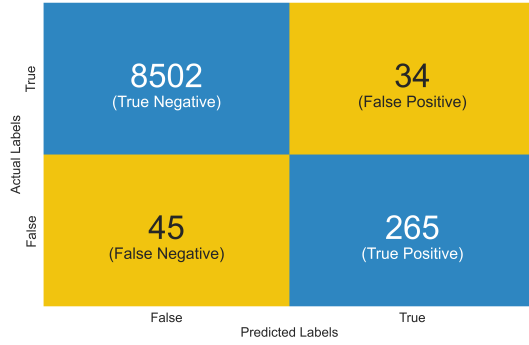 8502
(True Negative)
34
(False Positive)
45
(False Negative)
265
(True Positive)
Actual Labels
True
False
False
True
Predicted Labels